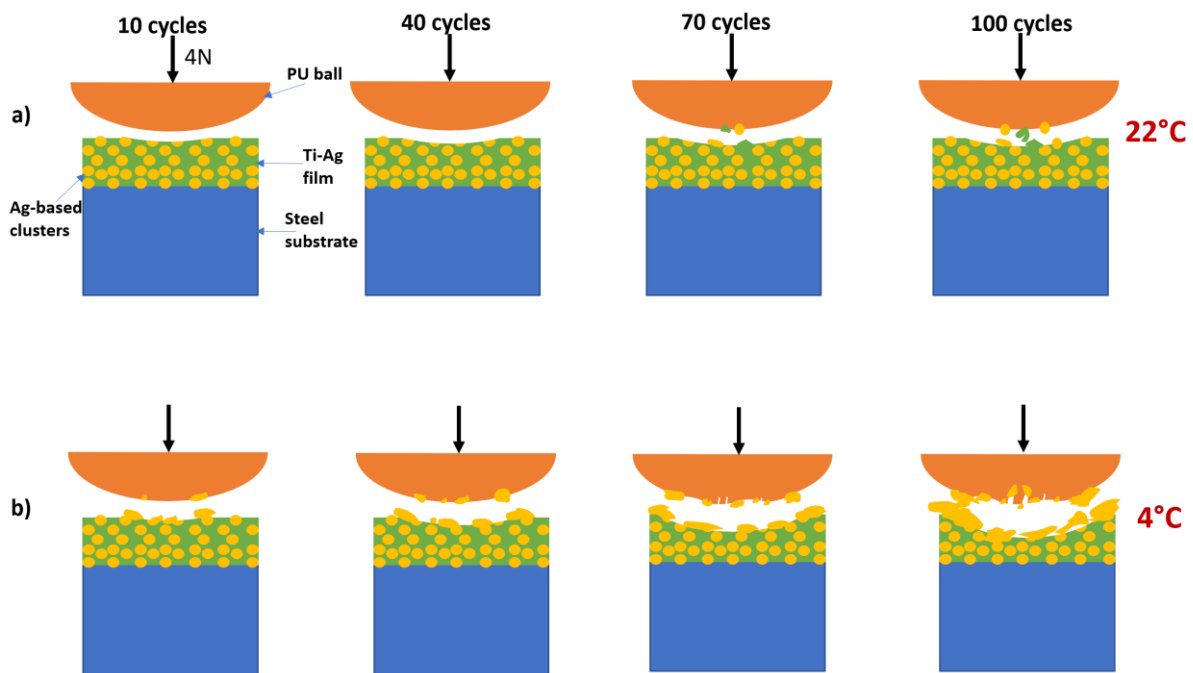 10 cycles
40 cycles
70 cycles
100 cycles
4N
PU ball
a)
22°C
Ti-Ag
film
Ag-based
clusters
Steel
substrate
b)
4°C